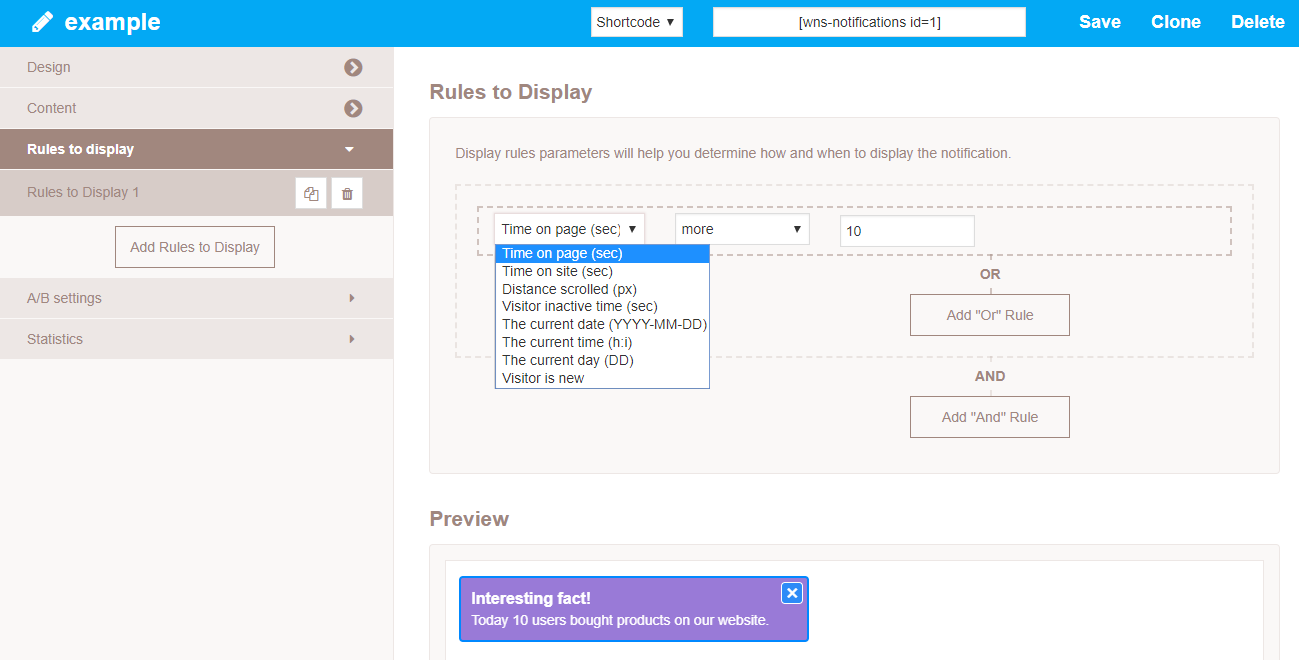 example
Shortcode
[wns-notifications id=1]
Save
Clone
Delete
Design
Content
Rules to display
Rules to Display 1
Add Rules to Display
A/B settings
Statistics
Rules to Display
Display rules parameters will help you determine how and when to display the notification.
Time on page (sec)
more
10
Time on page (sec)
Time on site (sec)
Distance scrolled (px)
Visitor inactive time (sec)
The current date (YYYY-MM-DD)
The current time (h:i)
The current day (DD)
Visitor is new
OR
Add "Or" Rule
AND
Add "And" Rule
Preview
Interesting fact!
Today 10 users bought products on our website.